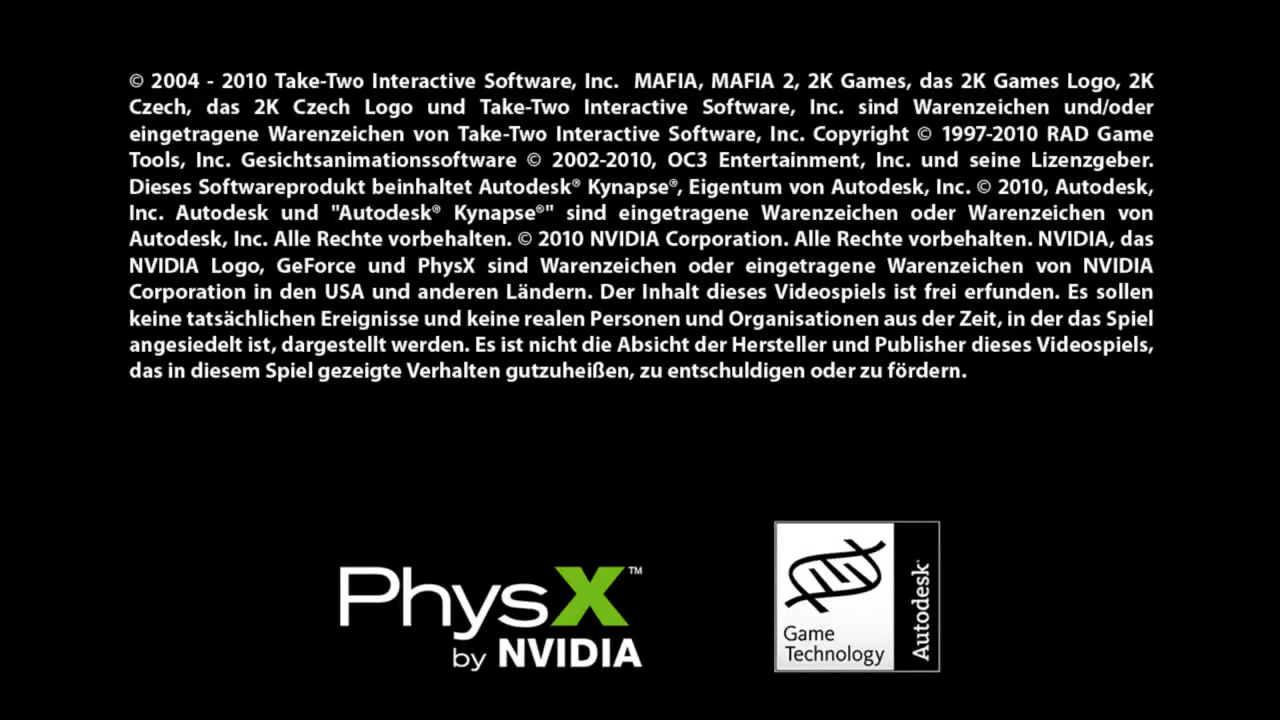 © 2004 - 2010 Take-Two Interactive Software, Inc.  MAFIA, MAFIA 2, 2K Games, das 2K Games Logo, 2K
Czech, das 2K Czech Logo und Take-Two Interactive Software, Inc. sind Warenzeichen und/oder
eingetragene Warenzeichen von Take-Two Interactive Software, Inc. Copyright © 1997-2010 RAD Game
Tools, Inc. Gesichtsanimationssoftware © 2002-2010, OC3 Entertainment, Inc. und seine Lizenzgeber.
Dieses Softwareprodukt beinhaltet Autodesk® Kynapse®, Eigentum von Autodesk, Inc. © 2010, Autodesk,
Inc. Autodesk und "Autodesk® Kynapse®" sind eingetragene Warenzeichen oder Warenzeichen von
Autodesk, Inc. Alle Rechte vorbehalten. © 2010 NVIDIA Corporation. Alle Rechte vorbehalten. NVIDIA, das
NVIDIA Logo, GeForce und PhysX sind Warenzeichen oder eingetragene Warenzeichen von NVIDIA
Corporation in den USA und anderen Ländern. Der Inhalt dieses Videospiels ist frei erfunden. Es sollen
keine tatsächlichen Ereignisse und keine realen Personen und Organisationen aus der Zeit, in der das Spiel
angesiedelt ist, dargestellt werden. Es ist nicht die Absicht der Hersteller und Publisher dieses Videospiels,
das in diesem Spiel gezeigte Verhalten gutzuheißen, zu entschuldigen oder zu fördern.
PhysX™
by NVIDIA
Game
Technology
Autodesk®